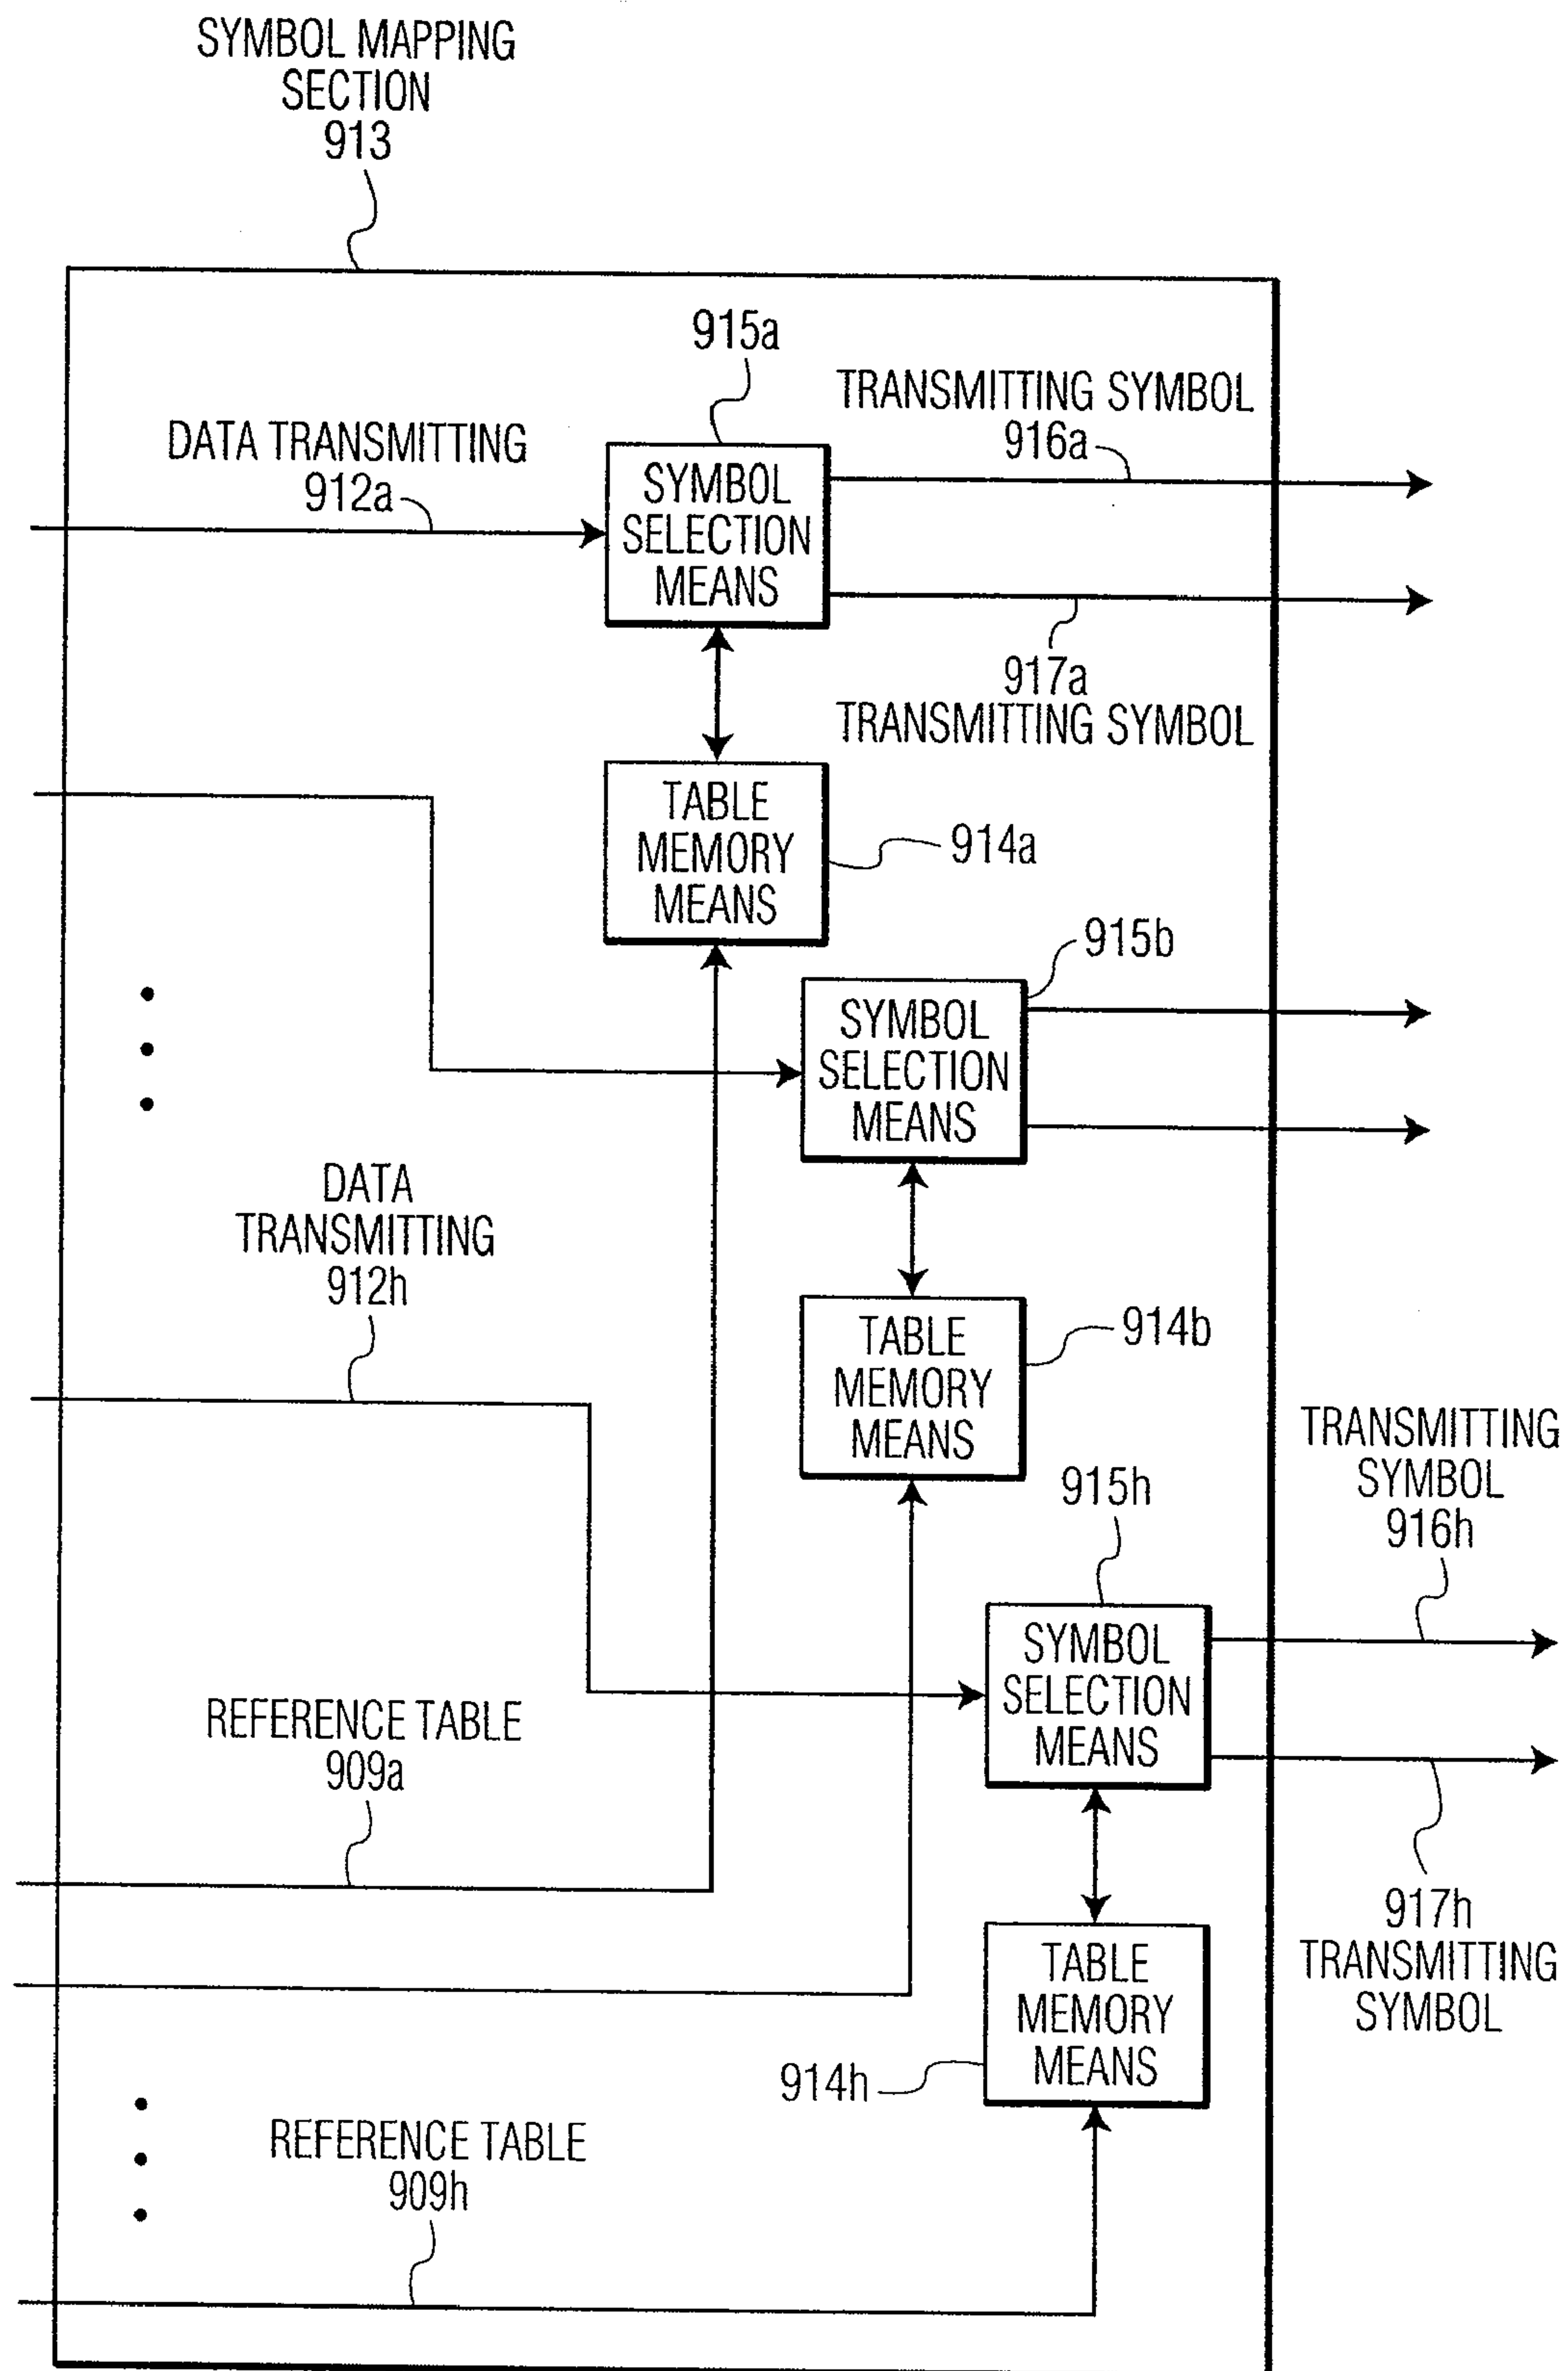 SYMBOL MAPPING
SECTION
913
915a
TRANSMITTING SYMBOL
916a
DATA TRANSMITTING
912a
SYMBOL
SELECTION
MEANS
917a
TRANSMITTING SYMBOL
TABLE
MEMORY
MEANS
914a
915b
SYMBOL
SELECTION
MEANS
DATA
TRANSMITTING
912h
TABLE
MEMORY
MEANS
914b
TRANSMITTING
SYMBOL
916h
915h
SYMBOL
SELECTION
MEANS
REFERENCE TABLE
909a
917h
TRANSMITTING
SYMBOL
TABLE
MEMORY
MEANS
914h
REFERENCE TABLE
909h